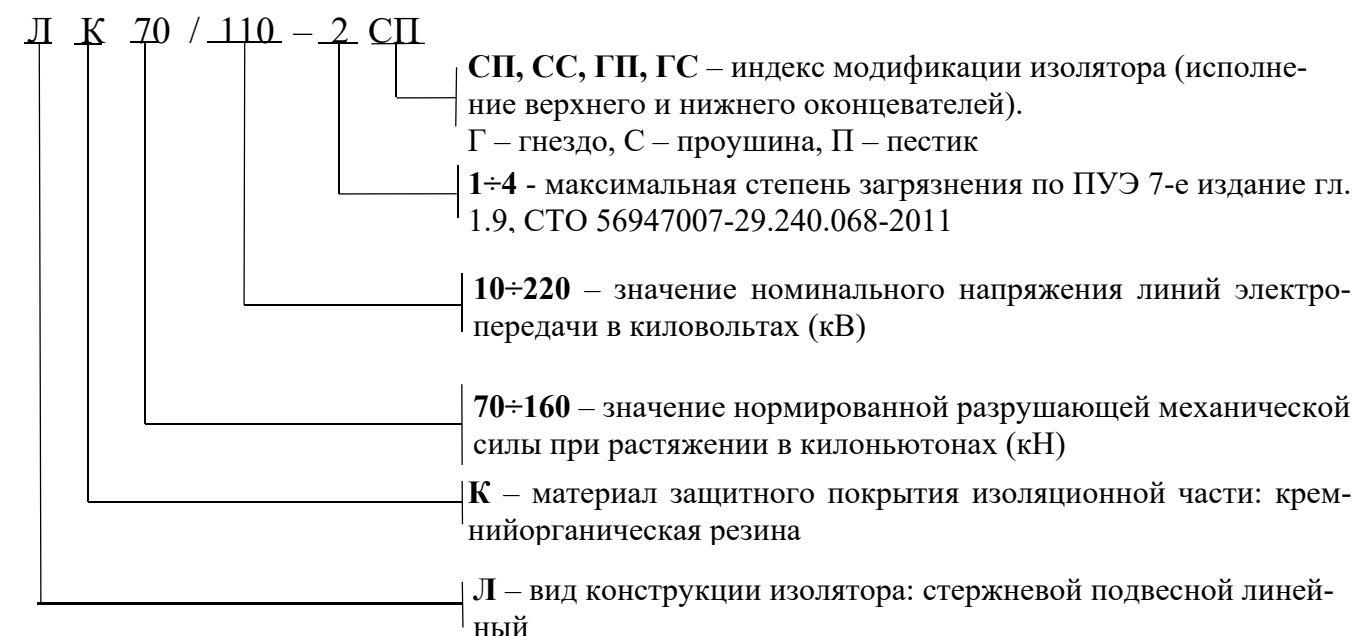 Л К 70 / 110 – 2 СП
СП, СС, ГП, ГС – индекс модификации изолятора (исполне-
ние верхнего и нижнего оконцевателей).
Г – гнездо, С – проушина, П – пестик
1÷4 - максимальная степень загрязнения по ПУЭ 7-е издание гл.
1.9, СТО 56947007-29.240.068-2011
10÷220 – значение номинального напряжения линий электро-
передачи в киловольтах (кВ)
70÷160 – значение нормированной разрушающей механической
силы при растяжении в килоньютонах (кН)
К – материал защитного покрытия изоляционной части: крем-
нийорганическая резина
Л – вид конструкции изолятора: стержневой подвесной линей-
ный